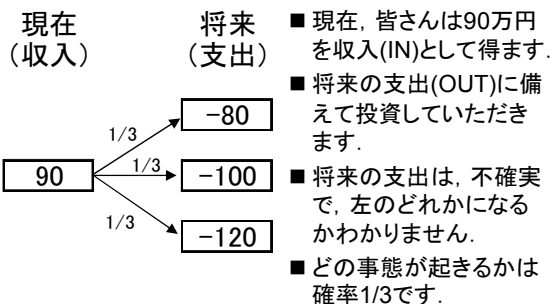 現在
（収入）
将来
（支出）
90
1/3
1/3
1/3
-80
-100
-120
■ 現在，皆さんは90万円
を収入(IN)として得ます.
■ 将来の支出(OUT)に備
えて投資していただき
ます．
■ 将来の支出は，不確実
で，左のどれかになる
かわかりません．
■ どの事態が起きるかは
確率1/3です．